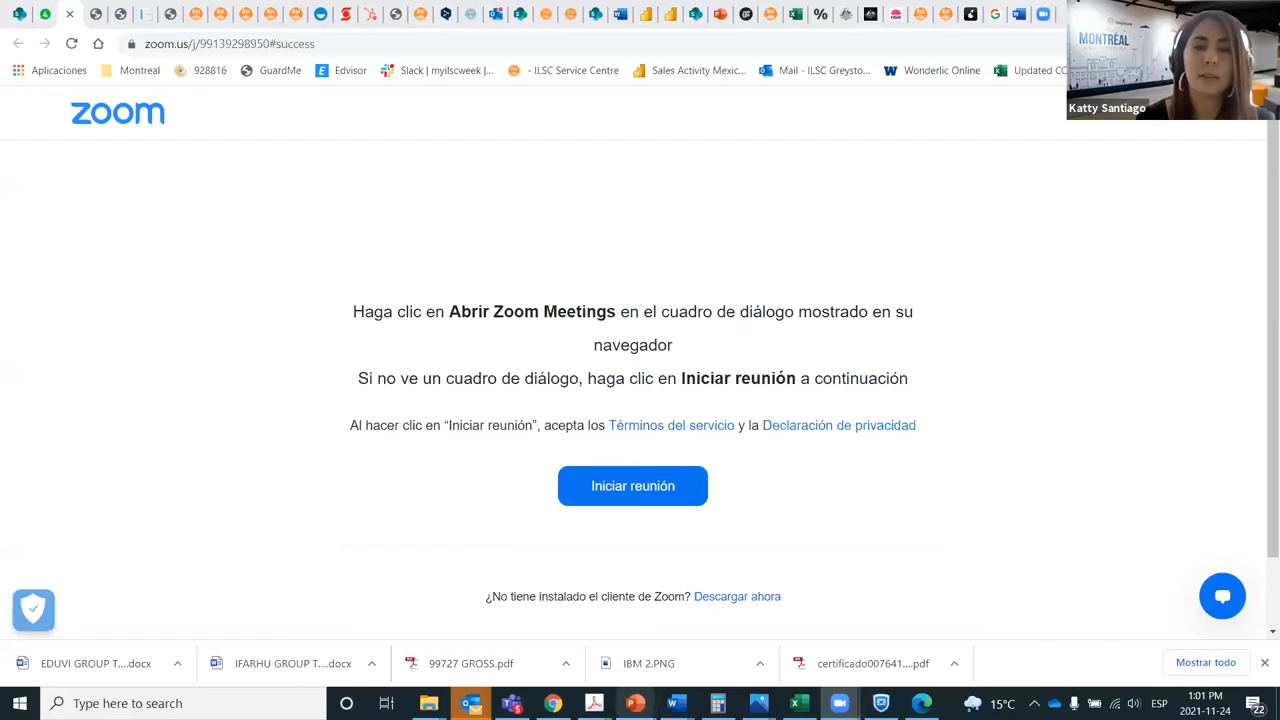 zoom.us/j/99139298950#success
Aplicaciones
Montreal
928816
GuardMe
Edvisor
Slack | myilscweek |...
- ILSC Service Centre
Sales Activity Mexic...
Mail - ILSC Greysto...
Wonderlic Online
Updated CC
MONTRÉAL
Katty Santiago
zoom
Haga clic en Abrir Zoom Meetings en el cuadro de diálogo mostrado en su
navegador
Si no ve un cuadro de diálogo, haga clic en Iniciar reunión a continuación
Al hacer clic en “Iniciar reunión”, acepta los Términos del servicio y la Declaración de privacidad
Iniciar reunión
¿No tiene instalado el cliente de Zoom? Descargar ahora
EDUVI GROUP T....docx
IFARHU GROUP T....docx
99727 GROSS.pdf
IBM 2.PNG
certificado007641....pdf
Mostrar todo
Type here to search
15°C
ESP
1:01 PM
2021-11-24
22